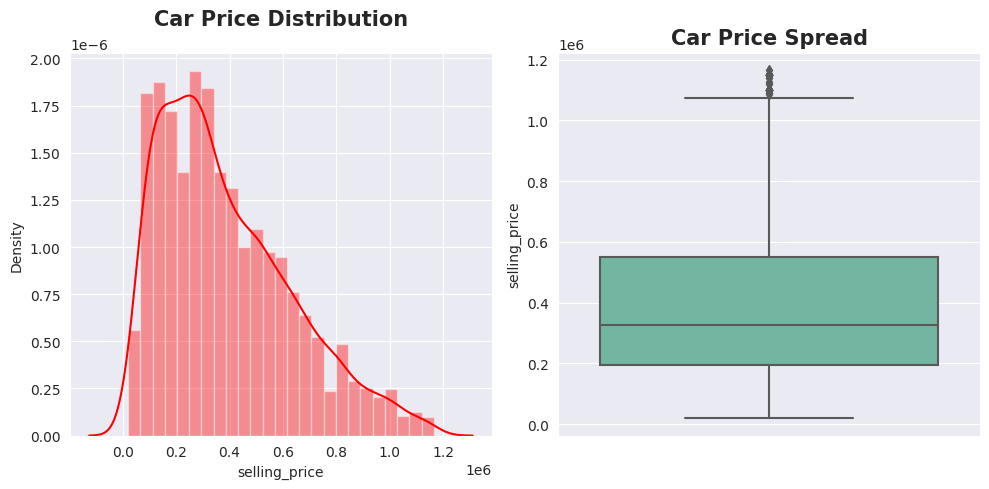 Car Price Distribution
1e−6
2.00
1.75
1.50
1.25
1.00
0.75
0.50
0.25
0.00
Density
0.0 0.2 0.4 0.6 0.8 1.0 1.2
1e6
selling_price
Car Price Spread
1e6
1.2
1.0
0.8
0.6
0.4
0.2
0.0
selling_price